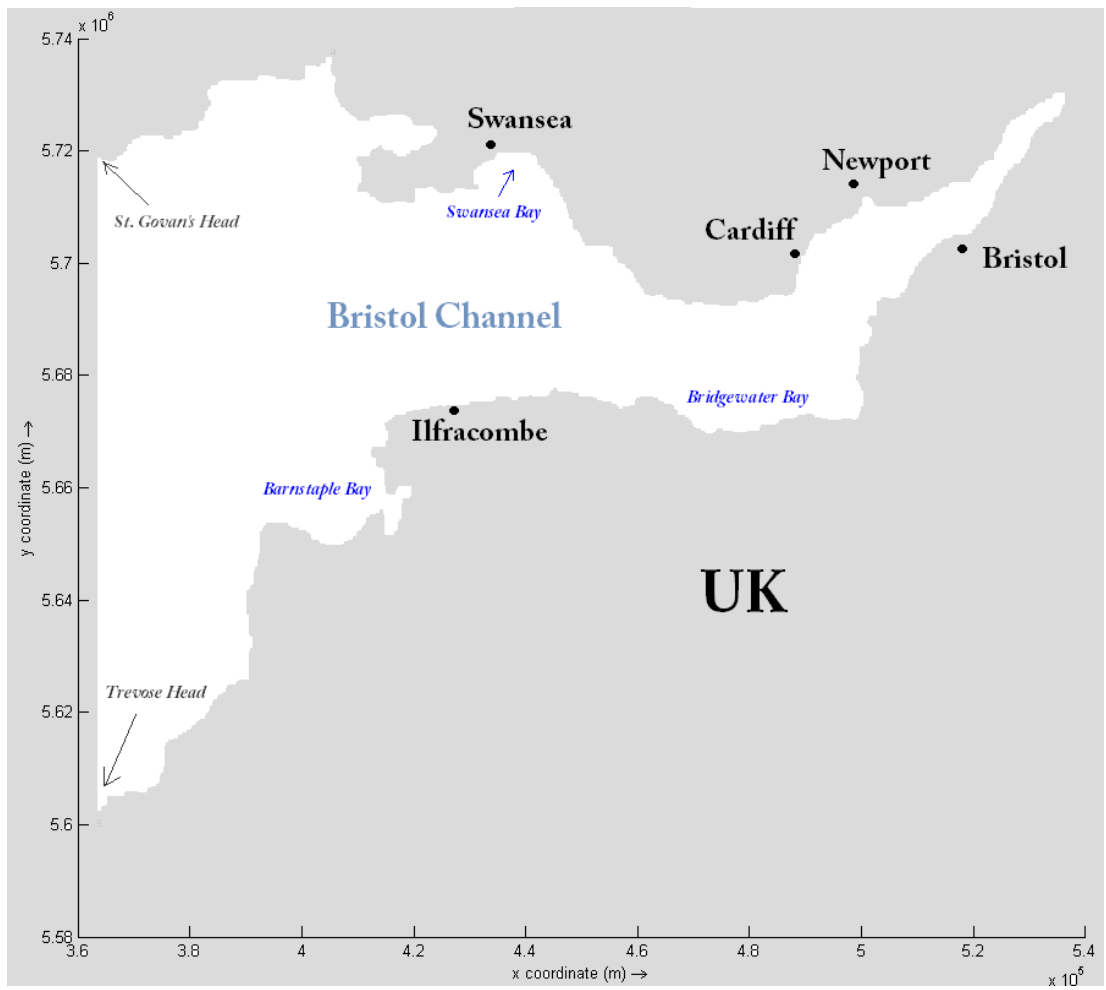 x 10⁶
5.74
Swansea
5.72
Newport
Swansea Bay
St. Govan's Head
Cardiff
Bristol
5.7
Bristol Channel
5.68
Bridgewater Bay
Ilfracombe
5.66
Barnstaple Bay
y coordinate (m) →
UK
5.64
Trevose Head
5.62
5.6
5.58
3.6 3.8 4 4.2 4.4 4.6 4.8 5 5.2 5.4
x coordinate (m) →
x 10⁵